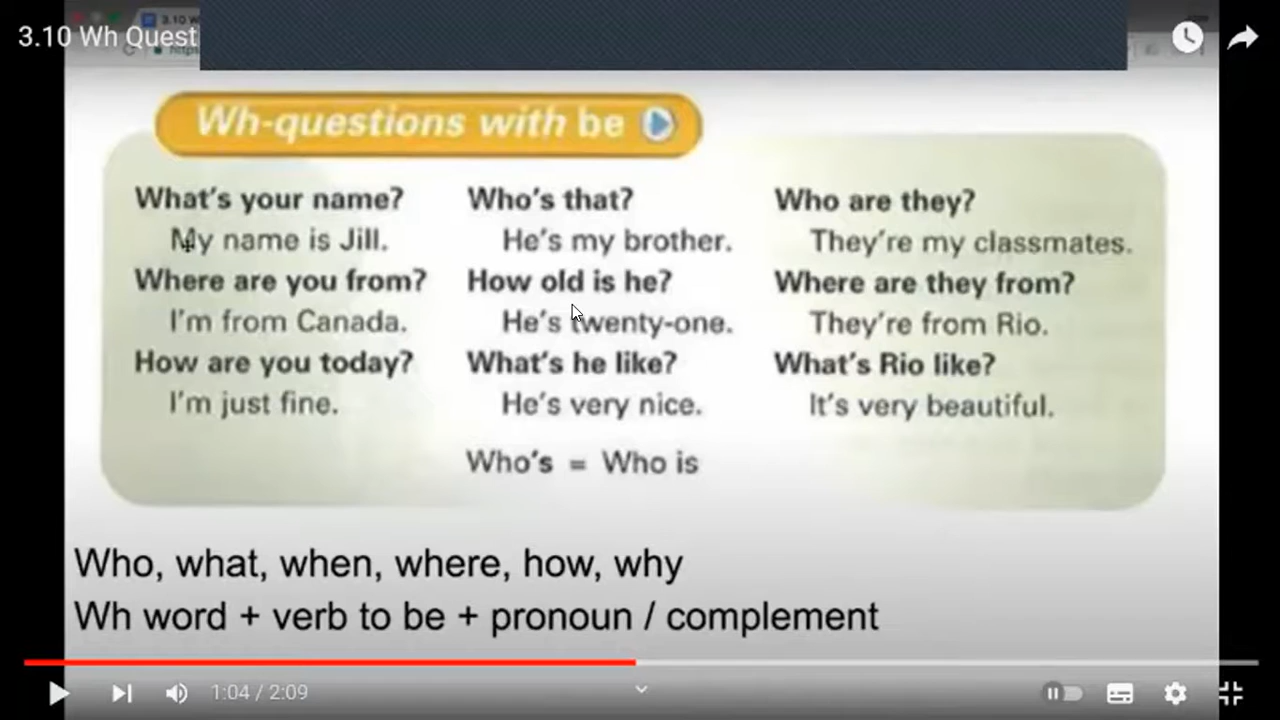 3.10 Wh Quest
Wh-questions with be
What's your name?
My name is Jill.
Where are you from?
I'm from Canada.
How are you today?
I'm just fine.
Who's that?
He's my brother.
How old is he?
He's twenty-one.
What's he like?
He's very nice.
Who's = Who is
Who are they?
They're my classmates.
Where are they from?
They're from Rio.
What's Rio like?
It's very beautiful.
Who, what, when, where, how, why
Wh word + verb to be + pronoun / complement
1:04 / 2:09